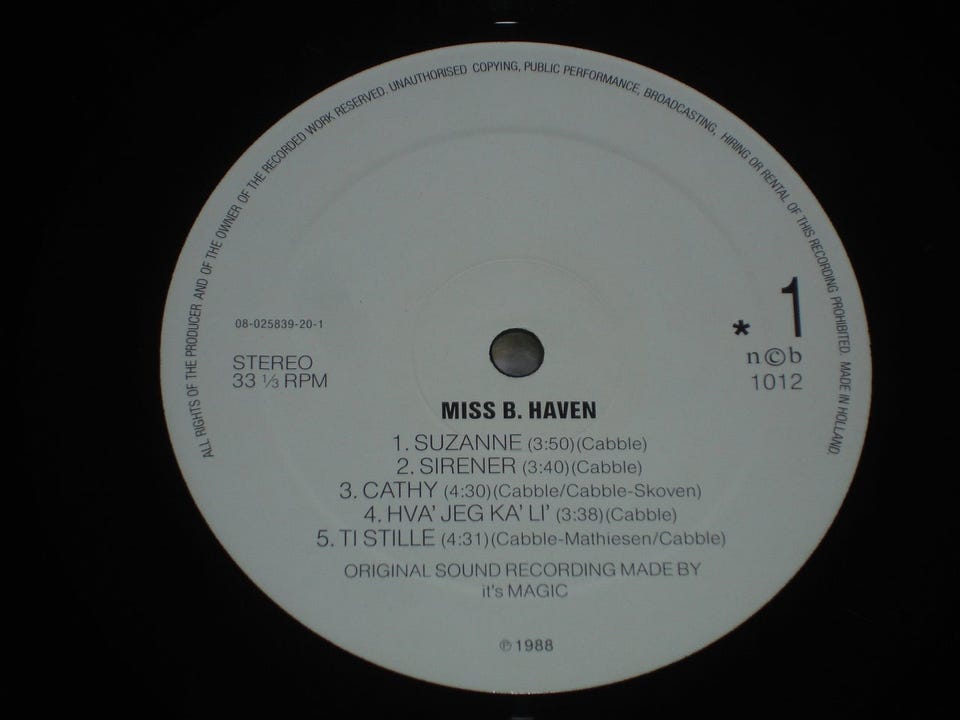 ALL RIGHTS OF THE PRODUCER AND OF THE OWNER OF THE RECORDED WORK RESERVED. UNAUTHORISED COPYING, PUBLIC PERFORMANCE, BROADCASTING, HIRING OR RENTAL OF THIS RECORDING PROHIBITED. MADE IN HOLLAND.
08-025839-20-1
STEREO
33 ⅓ RPM
* 1
n©b
1012
MISS B. HAVEN
1. SUZANNE (3:50)(Cabble)
2. SIRENER (3:40)(Cabble)
3. CATHY (4:30)(Cabble/Cabble-Skoven)
4. HVA' JEG KA' LI' (3:38)(Cabble)
5. TI STILLE (4:31)(Cabble-Mathiesen/Cabble)
ORIGINAL SOUND RECORDING MADE BY
it's MAGIC
℗ 1988